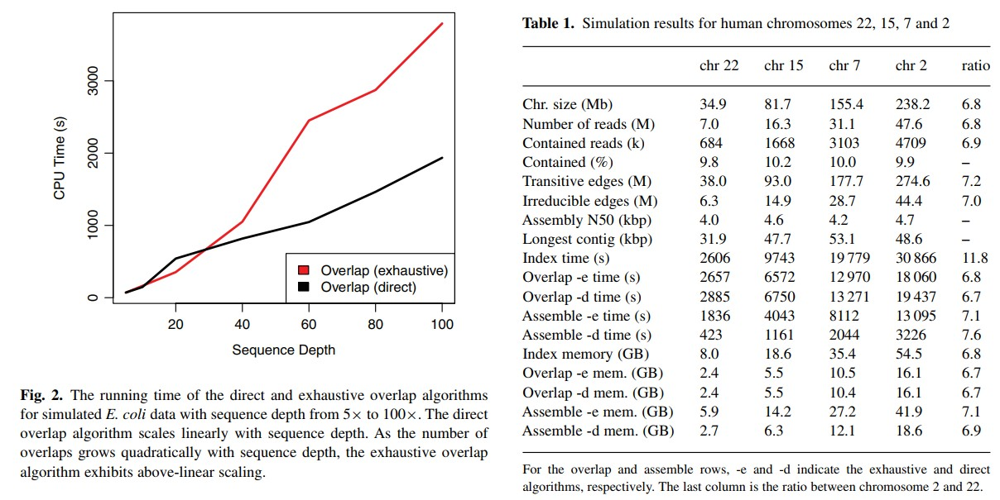 3000
2000
1000
0
CPU Time (s)
Overlap (exhaustive)
Overlap (direct)
20 40 60 80 100
Sequence Depth
Fig. 2. The running time of the direct and exhaustive overlap algorithms
for simulated E. coli data with sequence depth from 5× to 100×. The direct
overlap algorithm scales linearly with sequence depth. As the number of
overlaps grows quadratically with sequence depth, the exhaustive overlap
algorithm exhibits above-linear scaling.
Table 1. Simulation results for human chromosomes 22, 15, 7 and 2
chr 22 chr 15 chr 7 chr 2 ratio
Chr. size (Mb) 34.9 81.7 155.4 238.2 6.8
Number of reads (M) 7.0 16.3 31.1 47.6 6.8
Contained reads (k) 684 1668 3103 4709 6.9
Contained (%) 9.8 10.2 10.0 9.9 –
Transitive edges (M) 38.0 93.0 177.7 274.6 7.2
Irreducible edges (M) 6.3 14.9 28.7 44.4 7.0
Assembly N50 (kbp) 4.0 4.6 4.2 4.7 –
Longest contig (kbp) 31.9 47.7 53.1 48.6 –
Index time (s) 2606 9743 19 779 30 866 11.8
Overlap -e time (s) 2657 6572 12 970 18 060 6.8
Overlap -d time (s) 2885 6750 13 271 19 437 6.7
Assemble -e time (s) 1836 4043 8112 13 095 7.1
Assemble -d time (s) 423 1161 2044 3226 7.6
Index memory (GB) 8.0 18.6 35.4 54.5 6.8
Overlap -e mem. (GB) 2.4 5.5 10.5 16.1 6.7
Overlap -d mem. (GB) 2.4 5.5 10.4 16.1 6.7
Assemble -e mem. (GB) 5.9 14.2 27.2 41.9 7.1
Assemble -d mem. (GB) 2.7 6.3 12.1 18.6 6.9
For the overlap and assemble rows, -e and -d indicate the exhaustive and direct
algorithms, respectively. The last column is the ratio between chromosome 2 and 22.